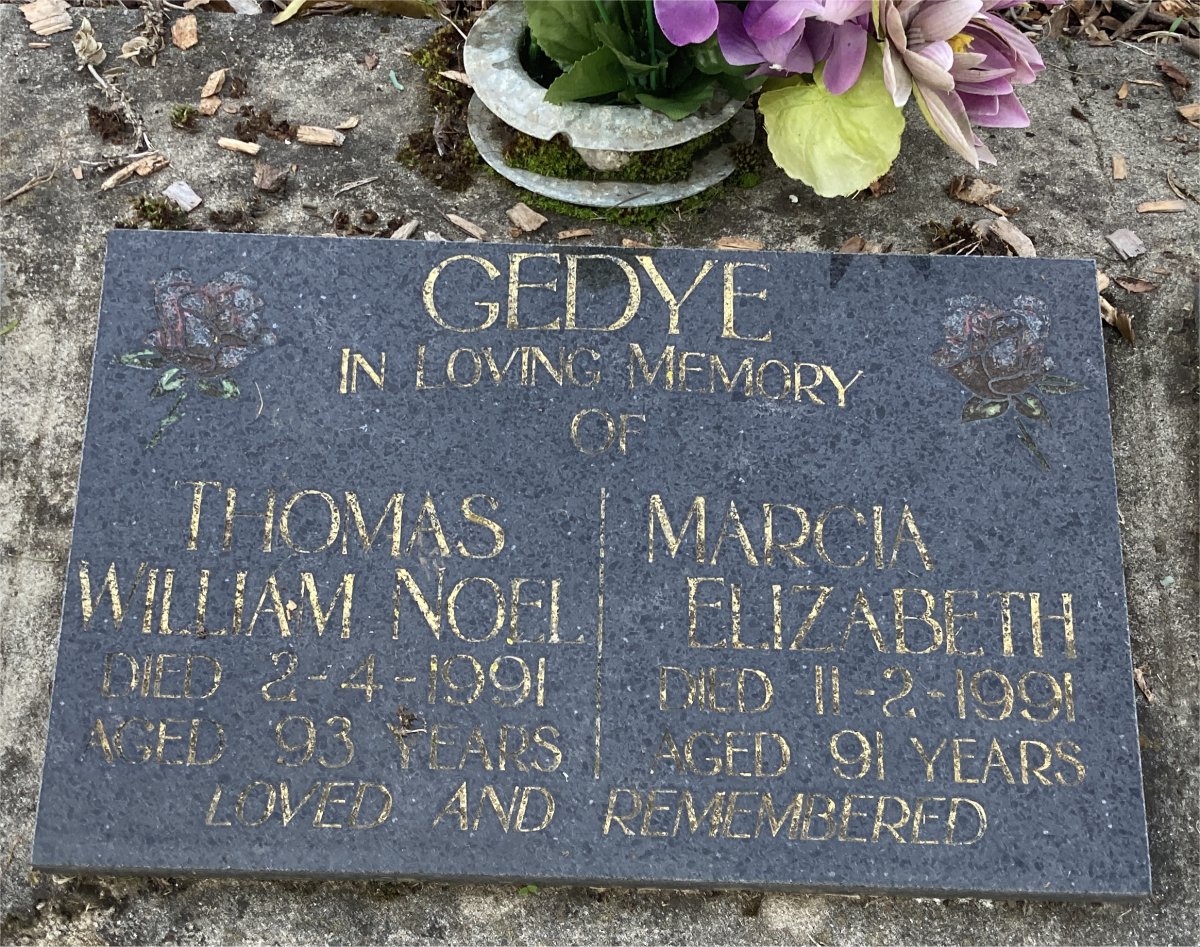 GEDYE
IN LOVING MEMORY
OF
THOMAS
WILLIAM NOEL
DIED 2-4-1991
AGED 93 YEARS
MARCIA
ELIZABETH
DIED 11-2-1991
AGED 91 YEARS
LOVED AND REMEMBERED